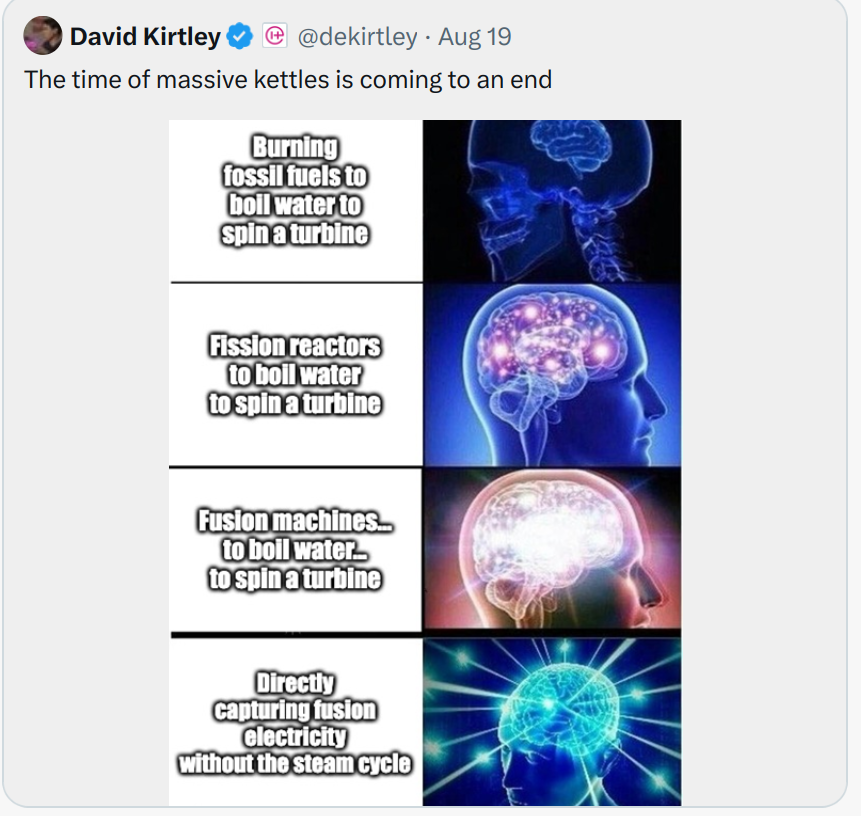 David Kirtley @dekirtley · Aug 19
The time of massive kettles is coming to an end
Burning
fossil fuels to
boil water to
spin a turbine
Fission reactors
to boil water
to spin a turbine
Fusion machines...
to boil water...
to spin a turbine
Directly
capturing fusion
electricity
without the steam cycle